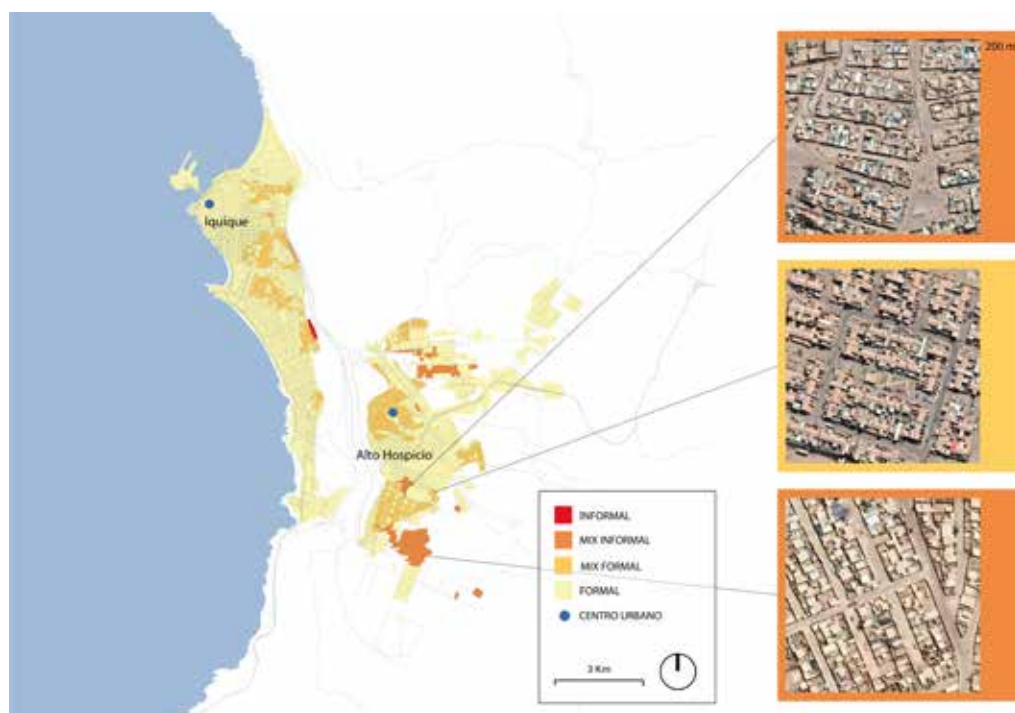 200 m
Iquique
Alto Hospicio
INFORMAL
MIX INFORMAL
MIX FORMAL
FORMAL
CENTRO URBANO
3 Km